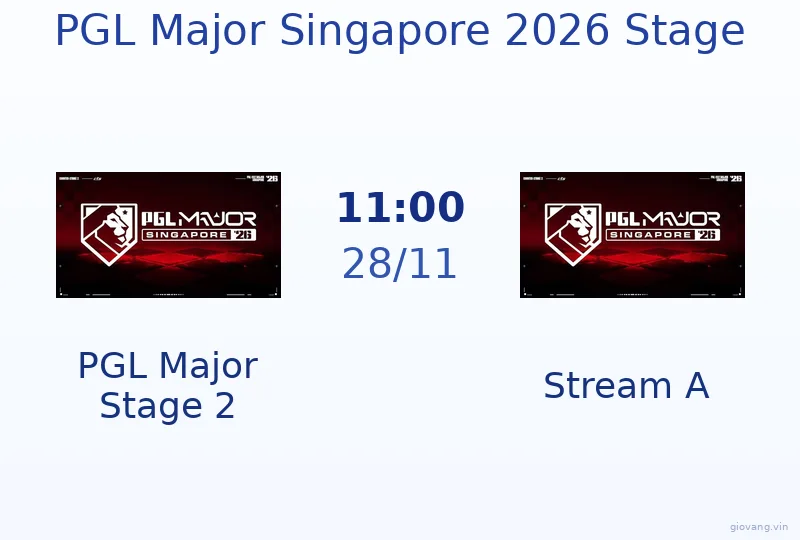 PGL Major Singapore 2026 Stage
PGL MAJOR
SINGAPORE '26
PGL MAJOR
SINGAPORE '26
11:00
28/11
PGL Major
Stage 2
Stream A
giovang.vin